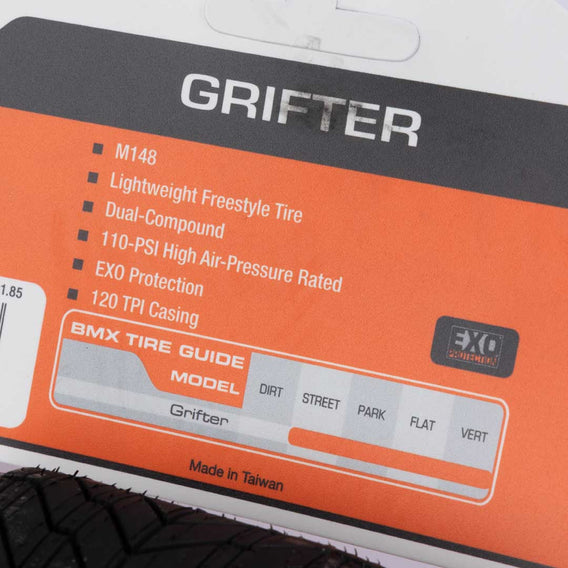 GRIFTER
M148
Lightweight Freestyle Tire
Dual-Compound
110-PSI High Air-Pressure Rated
EXO Protection
120 TPI Casing
1.85
EXO
PROTECTION
BMX TIRE GUIDE
MODEL
DIRT STREET PARK FLAT VERT
Grifter
Made in Taiwan